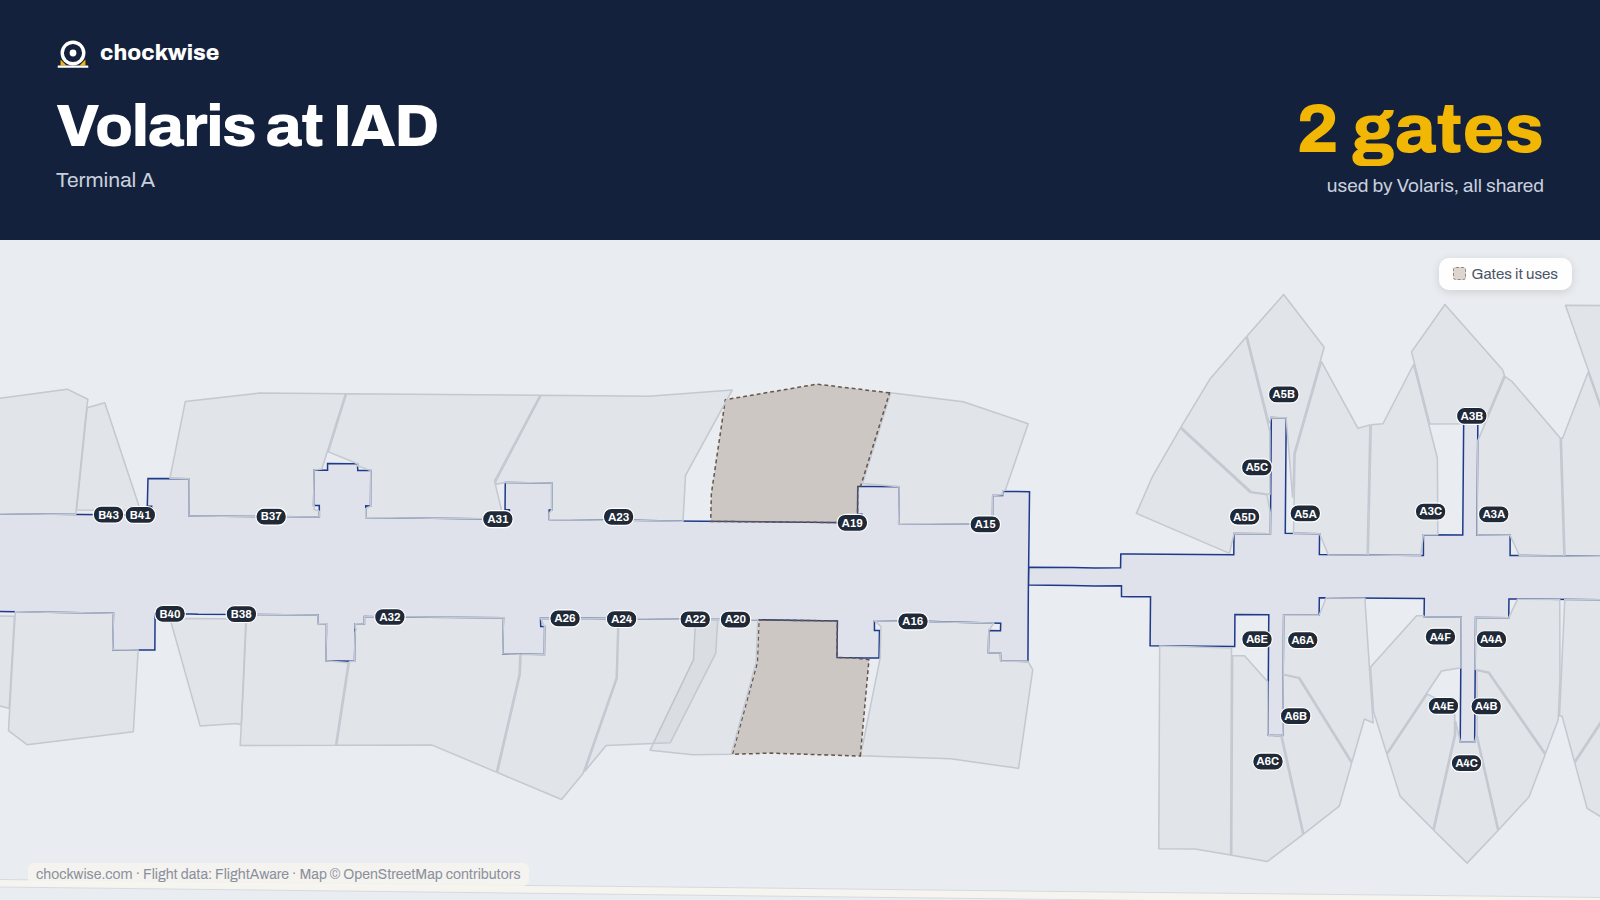 chockwise
Volaris at IAD
Terminal A
2 gates
used by Volaris, all shared
Gates it uses
A5B
A3B
A5C
B43
B41
B37
A31
A23
A19
A15
A5D
A5A
A3C
A3A
B40
B38
A32
A26
A24
A22
A20
A16
A6E
A6A
A4F
A4A
A6B
A4E
A4B
A6C
A4C
chockwise.com · Flight data: FlightAware · Map © OpenStreetMap contributors